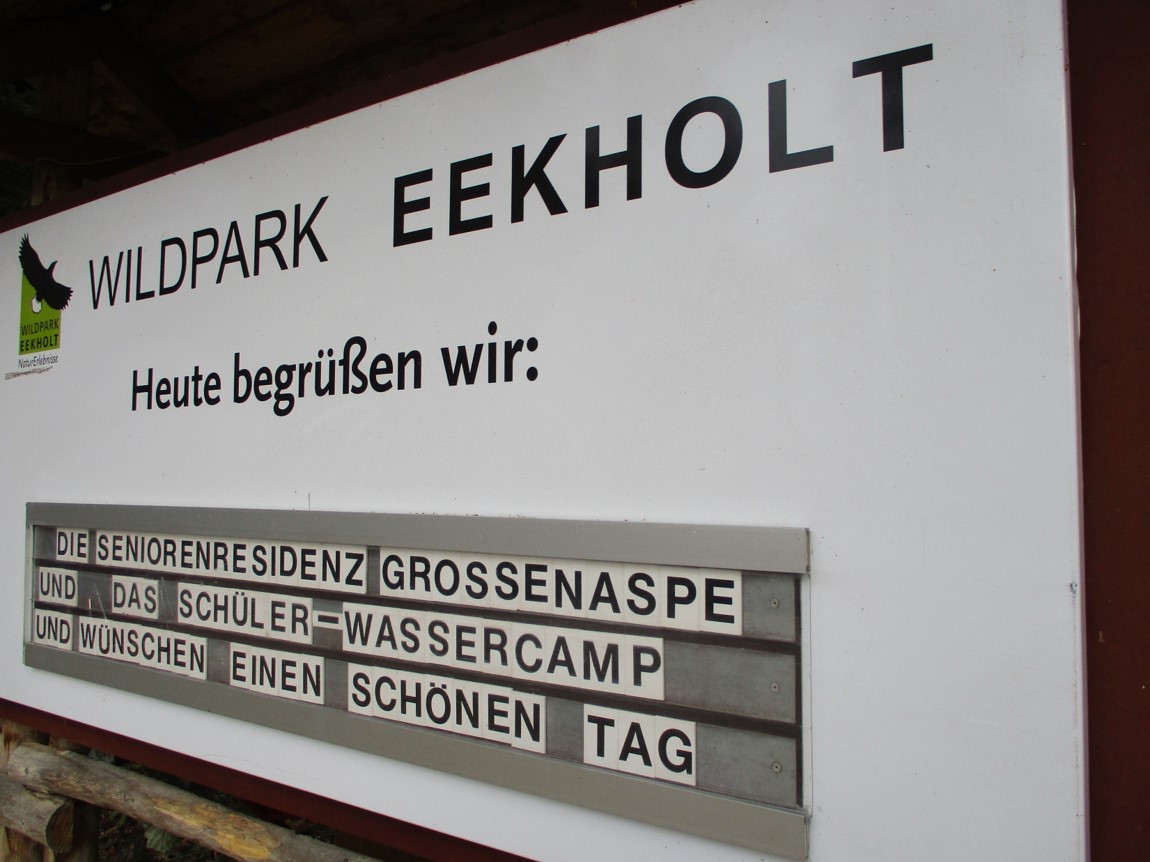 WILDPARK EEKHOLT
WILDPARK
EEKHOLT
NaturErlebnisse
Heute begrüßen wir:
DIE SENIORENRESIDENZ GROSSENASPE
UND DAS SCHÜLER-WASSERCAMP
UND WÜNSCHEN EINEN SCHÖNEN TAG